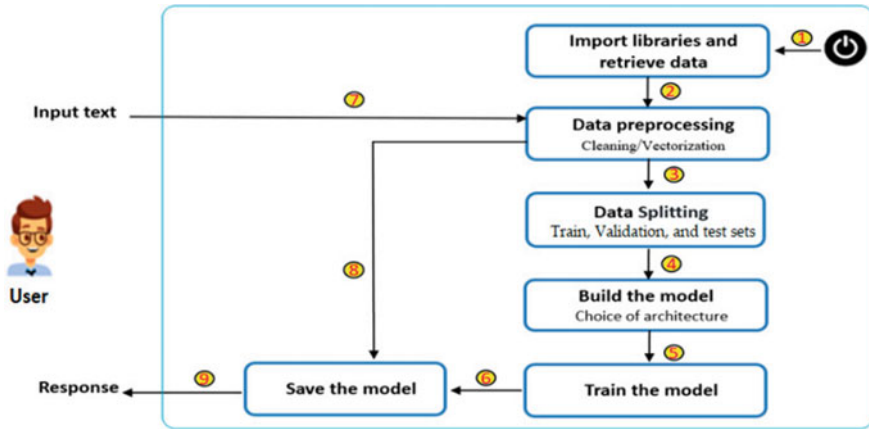 Import libraries and
retrieve data
①
②
Input text
⑦
Data preprocessing
Cleaning/Vectorization
③
Data Splitting
Train, Validation, and test sets
④
⑧
User
Build the model
Choice of architecture
⑤
Response
⑨
Save the model
⑥
Train the model